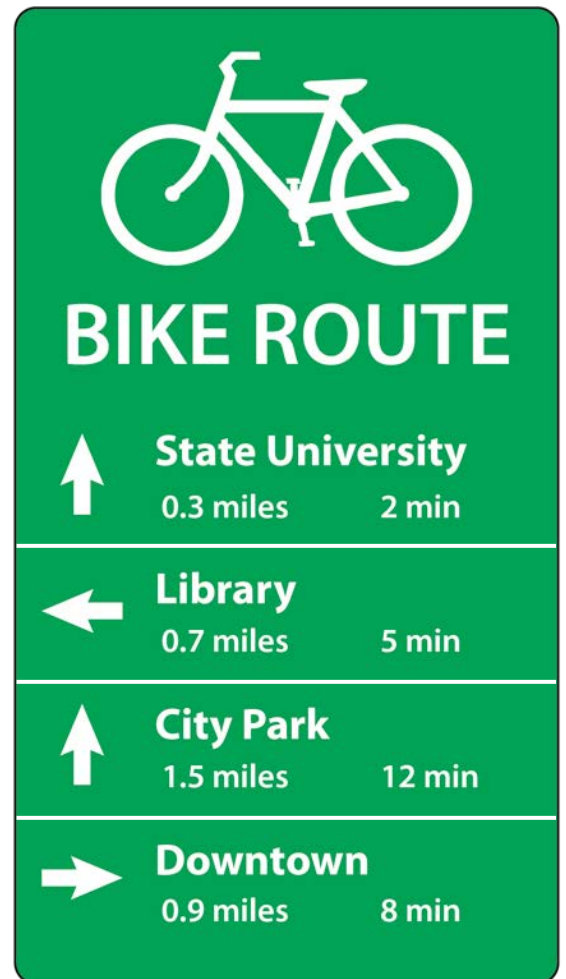 BIKE ROUTE
State University
0.3 miles 2 min
Library
0.7 miles 5 min
City Park
1.5 miles 12 min
Downtown
0.9 miles 8 min